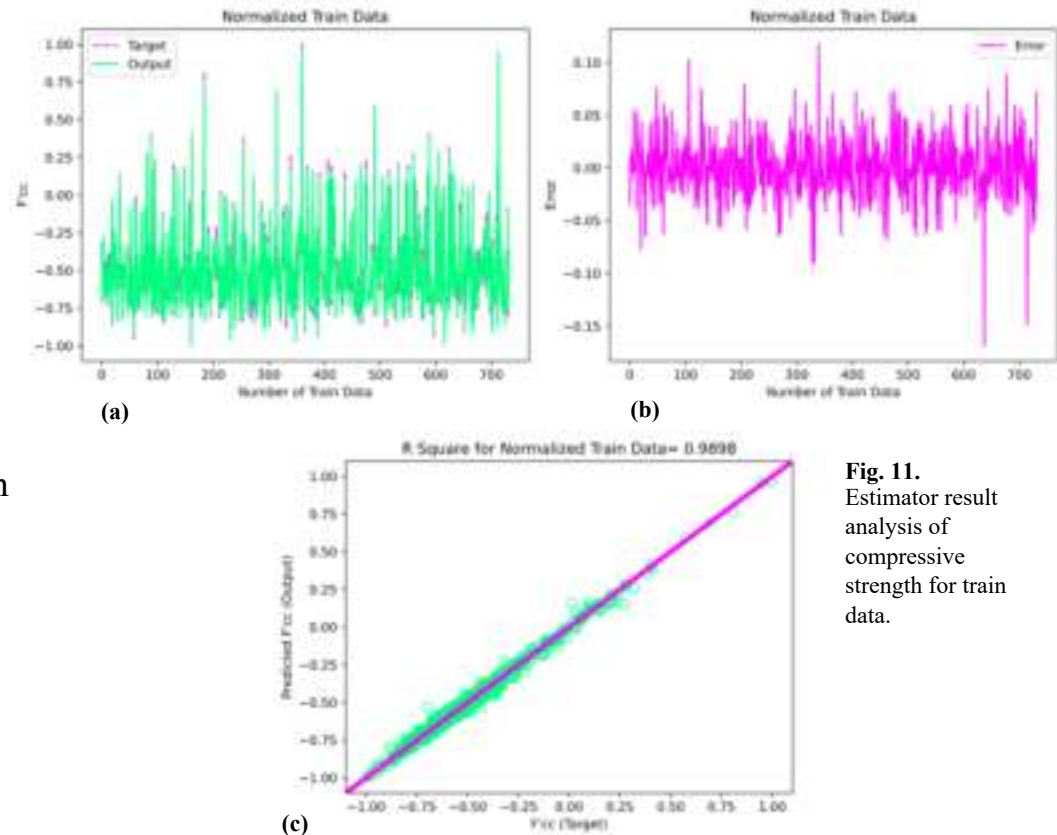 Normalized Train Data
Target
Output
1.00
0.75
0.50
0.25
0.00
−0.25
−0.50
−0.75
−1.00
F'cc
0 100 200 300 400 500 600 700
Number of Train Data
(a)
Normalized Train Data
Error
0.10
0.05
0.00
−0.05
−0.10
−0.15
Error
0 100 200 300 400 500 600 700
Number of Train Data
(b)
n
R Square for Normalized Train Data= 0.9898
1.00
0.75
0.50
0.25
0.00
−0.25
−0.50
−0.75
−1.00
Predicted F'cc (Output)
−1.00 −0.75 −0.50 −0.25 0.00 0.25 0.50 0.75 1.00
F'cc (Target)
(c)
Fig. 11.
Estimator result
analysis of
compressive
strength for train
data.